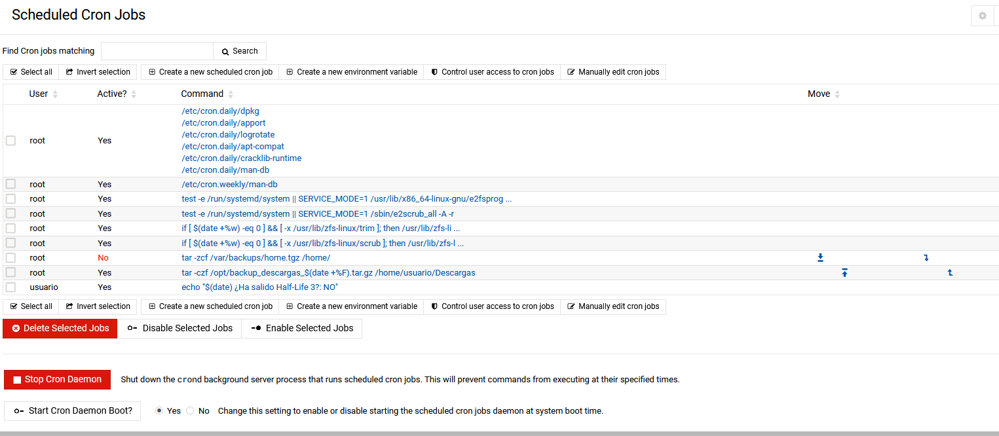 Scheduled Cron Jobs
Find Cron jobs matching Search
Select all Invert selection Create a new scheduled cron job Create a new environment variable Control user access to cron jobs Manually edit cron jobs
User Active? Command Move
/etc/cron.daily/dpkg
/etc/cron.daily/apport
/etc/cron.daily/logrotate
root Yes /etc/cron.daily/apt-compat
/etc/cron.daily/cracklib-runtime
/etc/cron.daily/man-db
root Yes /etc/cron.weekly/man-db
root Yes test -e /run/systemd/system || SERVICE_MODE=1 /usr/lib/x86_64-linux-gnu/e2fsprog ...
root Yes test -e /run/systemd/system || SERVICE_MODE=1 /sbin/e2scrub_all -A -r
root Yes if [ $(date +%w) -eq 0 ] && [ -x /usr/lib/zfs-linux/trim ]; then /usr/lib/zfs-li ...
root Yes if [ $(date +%w) -eq 0 ] && [ -x /usr/lib/zfs-linux/scrub ]; then /usr/lib/zfs-l ...
root No tar -zcf /var/backups/home.tgz /home/
root Yes tar -czf /opt/backup_descargas_$(date +%F).tar.gz /home/usuario/Descargas
usuario Yes echo "$(date) ¿Ha salido Half-Life 3?: NO"
Select all Invert selection Create a new scheduled cron job Create a new environment variable Control user access to cron jobs Manually edit cron jobs
Delete Selected Jobs Disable Selected Jobs Enable Selected Jobs
Stop Cron Daemon Shut down the crond background server process that runs scheduled cron jobs. This will prevent commands from executing at their specified times.
Start Cron Daemon Boot? Yes No Change this setting to enable or disable starting the scheduled cron jobs daemon at system boot time.